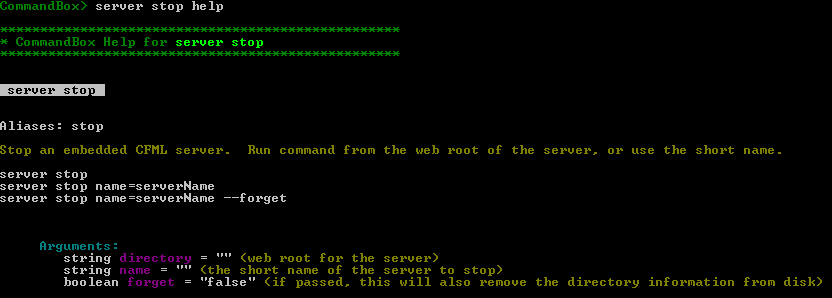 CommandBox> server stop help
**************************************************
* CommandBox Help for server stop
**************************************************
server stop
Aliases: stop
Stop an embedded CFML server.  Run command from the web root of the server, or use the short name.
server stop
server stop name=serverName
server stop name=serverName --forget
Arguments:
string directory = "" (web root for the server)
string name = "" (the short name of the server to stop)
boolean forget = "false" (if passed, this will also remove the directory information from disk)